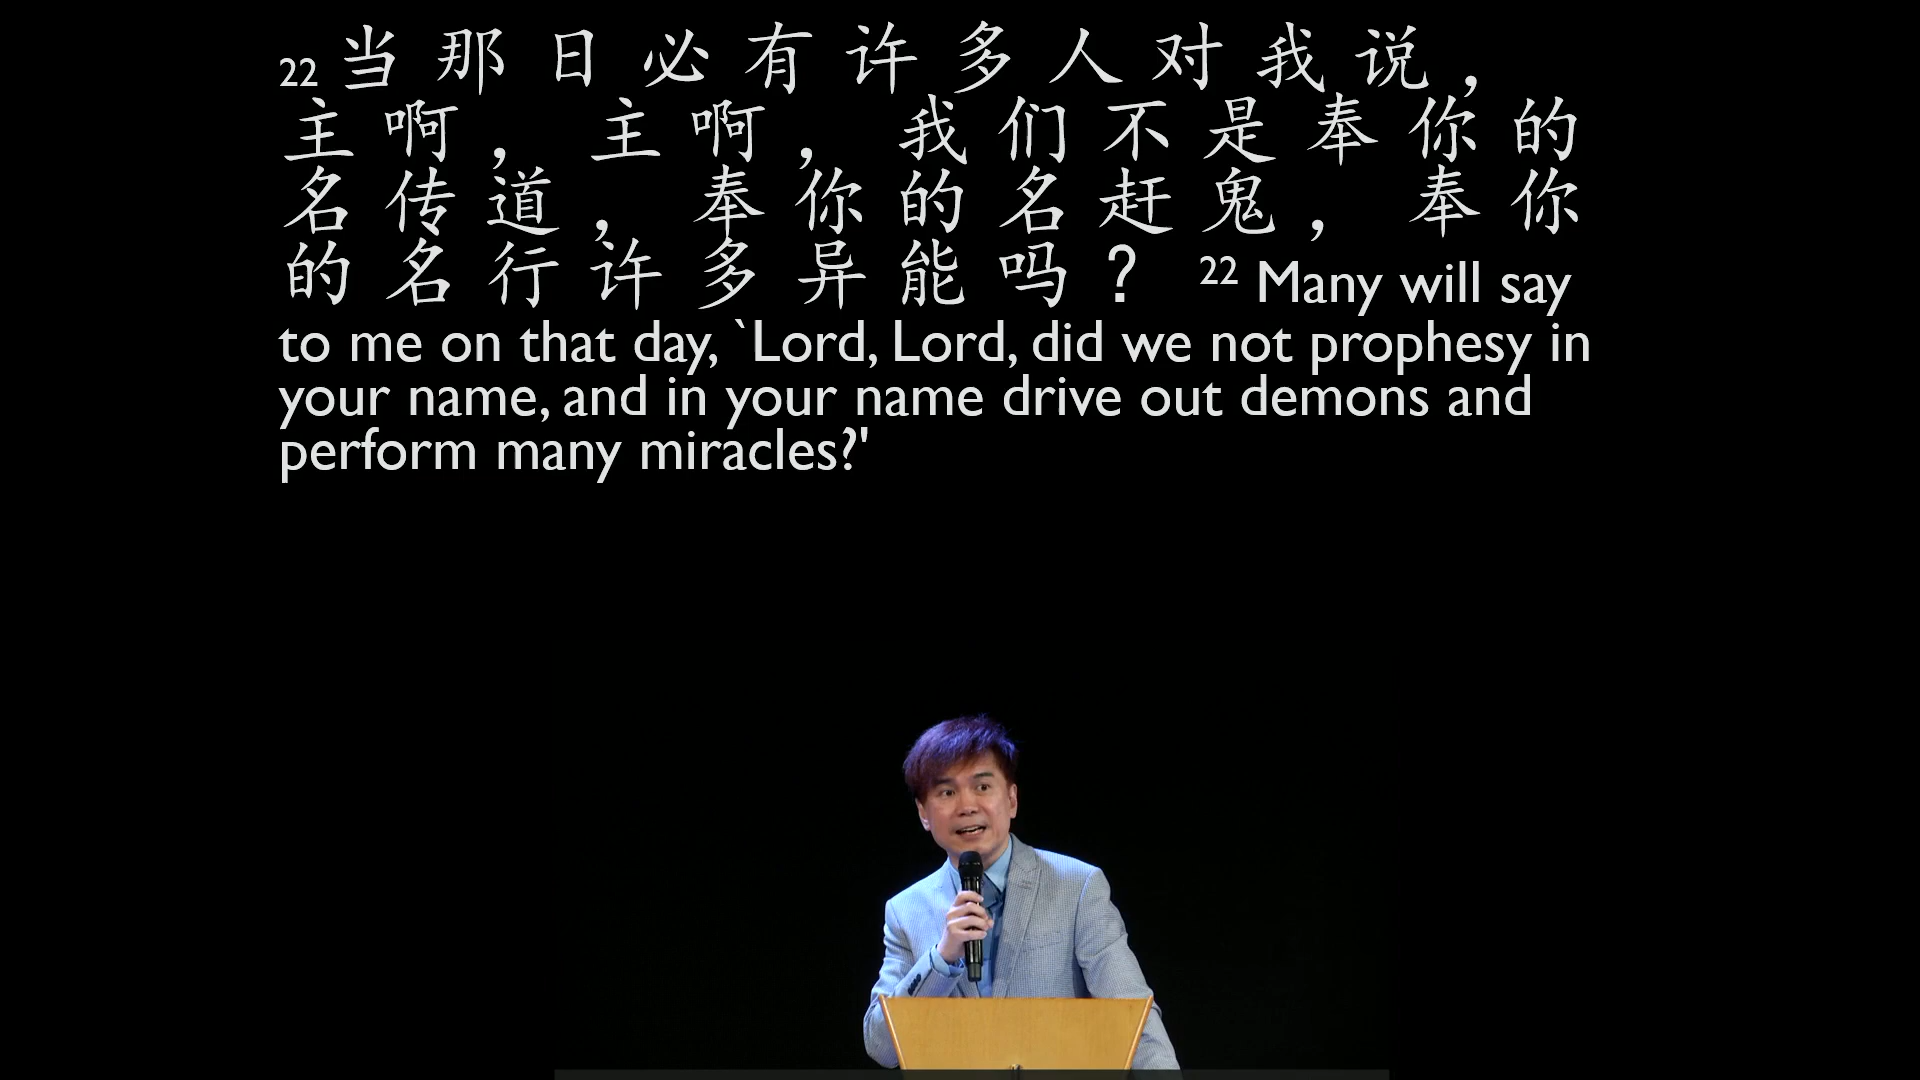 22 当那日必有许多人对我说，
主啊，主啊，我们不是奉你的
名传道，奉你的名赶鬼，奉你
的名行许多异能吗？ 22 Many will say
to me on that day, `Lord, Lord, did we not prophesy in
your name, and in your name drive out demons and
perform many miracles?'